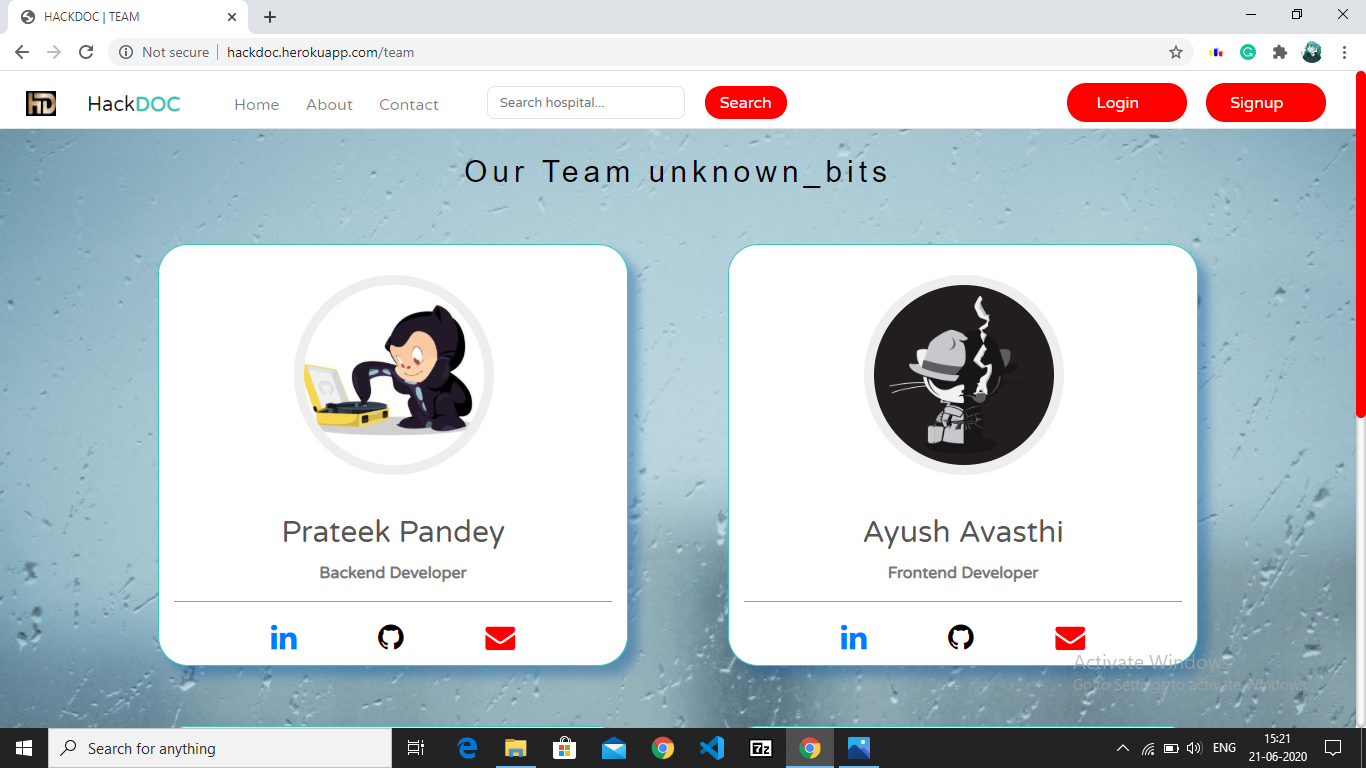 HACKDOC | TEAM
Not secure hackdoc.herokuapp.com/team
HD HackDOC Home About Contact Search hospital... Search Login Signup
Our Team unknown_bits
Prateek Pandey
Backend Developer
Ayush Avasthi
Frontend Developer
in
in
Activate Windows
Go to Settings to activate Windows.
Search for anything
7z
ENG
15:21
21-06-2020